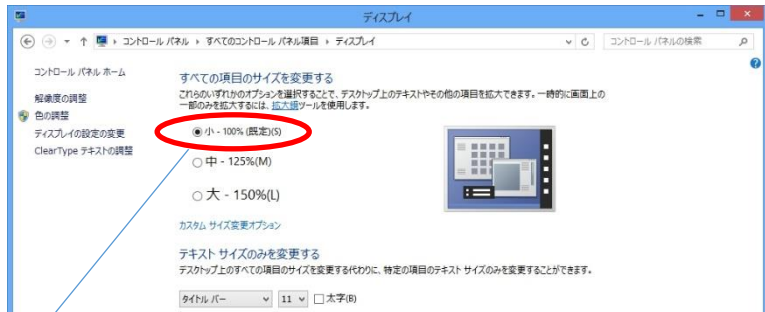 ディスプレイ
コントロール パネル ▸ すべてのコントロール パネル項目 ▸ ディスプレイ
コントロール パネルの検索
コントロール パネル ホーム
解像度の調整
色の調整
ディスプレイの設定の変更
ClearType テキストの調整
すべての項目のサイズを変更する
これらのいずれかのオプションを選択することで、デスクトップ上のテキストやその他の項目を拡大できます。一時的に画面上の
一部のみを拡大するには、拡大鏡ツールを使用します。
小 - 100% (既定)(S)
中 - 125%(M)
大 - 150%(L)
カスタム サイズ変更オプション
テキスト サイズのみを変更する
デスクトップ上のすべての項目のサイズを変更する代わりに、特定の項目のテキスト サイズのみを変更することができます。
タイトル バー 11 太字(B)